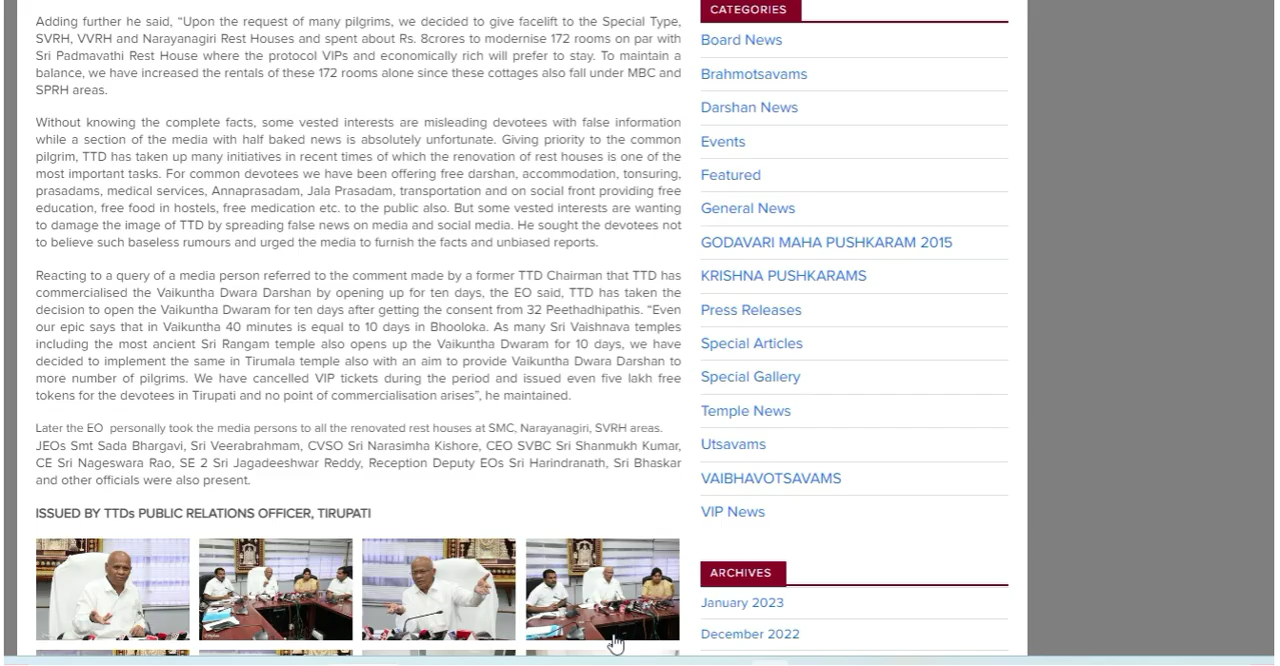 Adding further he said, “Upon the request of many pilgrims, we decided to give facelift to the Special Type,
SVRH, VVRH and Narayanagiri Rest Houses and spent about Rs. 8crores to modernise 172 rooms on par with
Sri Padmavathi Rest House where the protocol VIPs and economically rich will prefer to stay. To maintain a
balance, we have increased the rentals of these 172 rooms alone since these cottages also fall under MBC and
SPRH areas.
Without knowing the complete facts, some vested interests are misleading devotees with false information
while a section of the media with half baked news is absolutely unfortunate. Giving priority to the common
pilgrim, TTD has taken up many initiatives in recent times of which the renovation of rest houses is one of the
most important tasks. For common devotees we have been offering free darshan, accommodation, tonsuring,
prasadams, medical services, Annaprasadam, Jala Prasadam, transportation and on social front providing free
education, free food in hostels, free medication etc. to the public also. But some vested interests are wanting
to damage the image of TTD by spreading false news on media and social media. He sought the devotees not
to believe such baseless rumours and urged the media to furnish the facts and unbiased reports.
Reacting to a query of a media person referred to the comment made by a former TTD Chairman that TTD has
commercialised the Vaikuntha Dwara Darshan by opening up for ten days, the EO said, TTD has taken the
decision to open the Vaikuntha Dwaram for ten days after getting the consent from 32 Peethadhipathis. “Even
our epic says that in Vaikuntha 40 minutes is equal to 10 days in Bhooloka. As many Sri Vaishnava temples
including the most ancient Sri Rangam temple also opens up the Vaikuntha Dwaram for 10 days, we have
decided to implement the same in Tirumala temple also with an aim to provide Vaikuntha Dwara Darshan to
more number of pilgrims. We have cancelled VIP tickets during the period and issued even five lakh free
tokens for the devotees in Tirupati and no point of commercialisation arises”, he maintained.
Later the EO personally took the media persons to all the renovated rest houses at SMC, Narayanagiri, SVRH areas.
JEOs Smt Sada Bhargavi, Sri Veerabrahmam, CVSO Sri Narasimha Kishore, CEO SVBC Sri Shanmukh Kumar,
CE Sri Nageswara Rao, SE 2 Sri Jagadeeshwar Reddy, Reception Deputy EOs Sri Harindranath, Sri Bhaskar
and other officials were also present.
ISSUED BY TTDs PUBLIC RELATIONS OFFICER, TIRUPATI
CATEGORIES
Board News
Brahmotsavams
Darshan News
Events
Featured
General News
GODAVARI MAHA PUSHKARAM 2015
KRISHNA PUSHKARAMS
Press Releases
Special Articles
Special Gallery
Temple News
Utsavams
VAIBHAVOTSAVAMS
VIP News
ARCHIVES
January 2023
December 2022